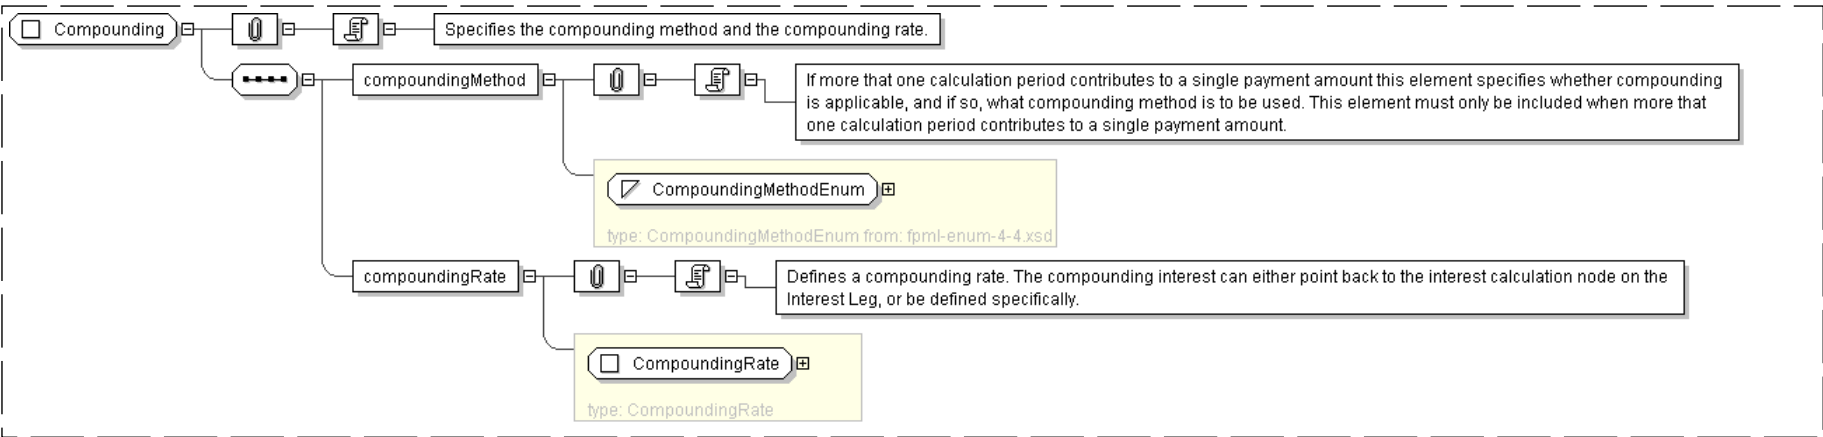 Compounding
Specifies the compounding method and the compounding rate.
compoundingMethod
If more that one calculation period contributes to a single payment amount this element specifies whether compounding
is applicable, and if so, what compounding method is to be used. This element must only be included when more that
one calculation period contributes to a single payment amount.
CompoundingMethodEnum
type: CompoundingMethodEnum from: fpml-enum-4-4.xsd
compoundingRate
Defines a compounding rate. The compounding interest can either point back to the interest calculation node on the
Interest Leg, or be defined specifically.
CompoundingRate
type: CompoundingRate